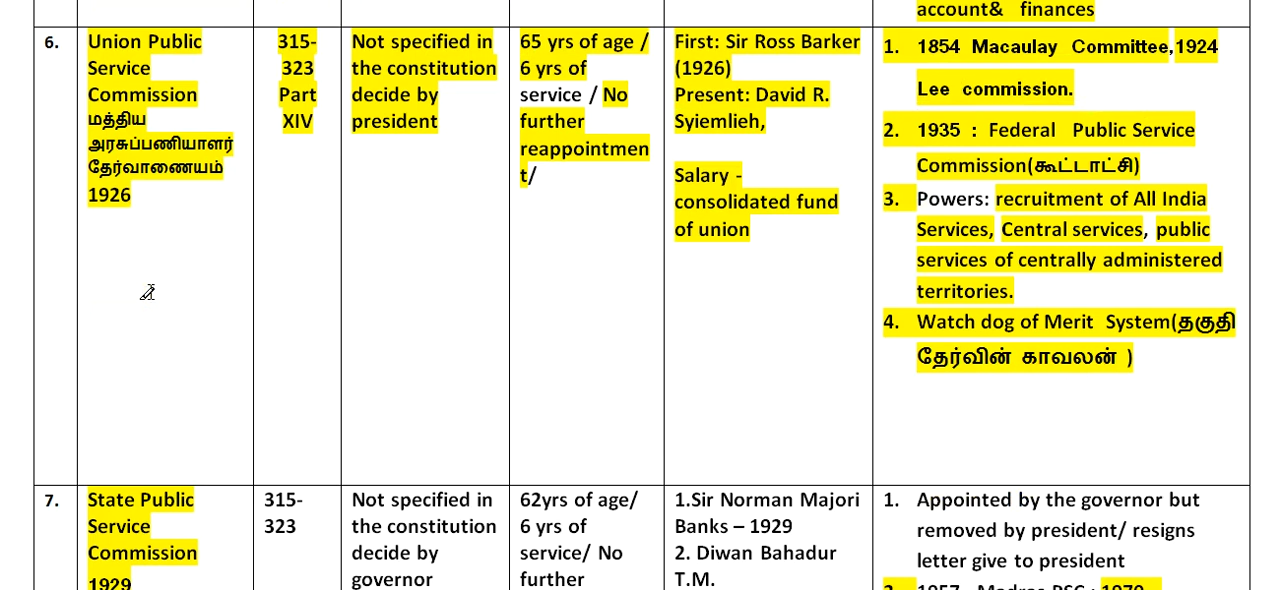 account& finances
6.
Union Public
Service
Commission
மத்திய
அரசுப்பணியாளர்
தேர்வாணையம்
1926
315-
323
Part
XIV
Not specified in
the constitution
decide by
president
65 yrs of age /
6 yrs of
service / No
further
reappointmen
t/
First: Sir Ross Barker
(1926)
Present: David R.
Syiemlieh,
Salary -
consolidated fund
of union
1. 1854 Macaulay Committee,1924
Lee commission.
2. 1935 : Federal Public Service
Commission(கூட்டாட்சி)
3. Powers: recruitment of All India
Services, Central services, public
services of centrally administered
territories.
4. Watch dog of Merit System(தகுதி
தேர்வின் காவலன் )
7.
State Public
Service
Commission
1929
315-
323
Not specified in
the constitution
decide by
governor
62yrs of age/
6 yrs of
service/ No
further
1.Sir Norman Majori
Banks – 1929
2. Diwan Bahadur
T.M.
1. Appointed by the governor but
removed by president/ resigns
letter give to president
2. 1957 Madras PSC : 1970